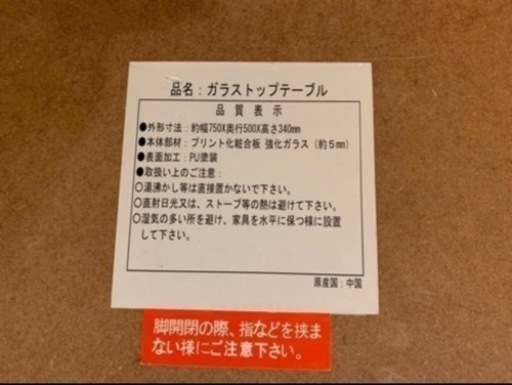 品名：ガラストップテーブル
品質表示
●外形寸法：約幅750X奥行500X高さ340mm
●本体部材：プリント化粧合板 強化ガラス（約５mm）
●表面加工：PU塗装
●取扱い上のご注意：
○湯沸かし等は直接置かないで下さい。
○直射日光又は、ストーブ等の熱は避けて下さい。
○湿気の多い所を避け、家具を水平に保つ様に設置
して下さい。
原産国：中国
脚開閉の際、指などを挟ま
ない様にご注意下さい。